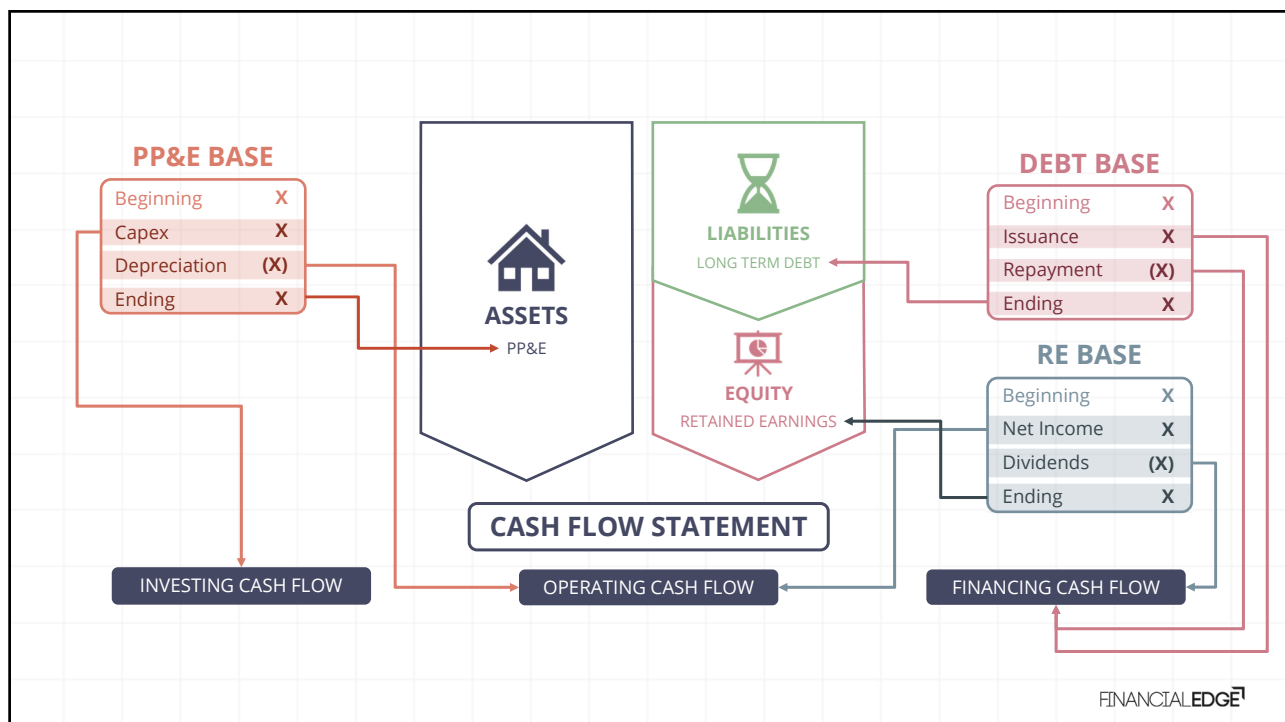 PP&E BASE
Beginning X
Capex X
Depreciation (X)
Ending X
ASSETS
PP&E
LIABILITIES
LONG TERM DEBT
EQUITY
RETAINED EARNINGS
DEBT BASE
Beginning X
Issuance X
Repayment (X)
Ending X
RE BASE
Beginning X
Net Income X
Dividends (X)
Ending X
CASH FLOW STATEMENT
INVESTING CASH FLOW
OPERATING CASH FLOW
FINANCING CASH FLOW
FINANCIALEDGE